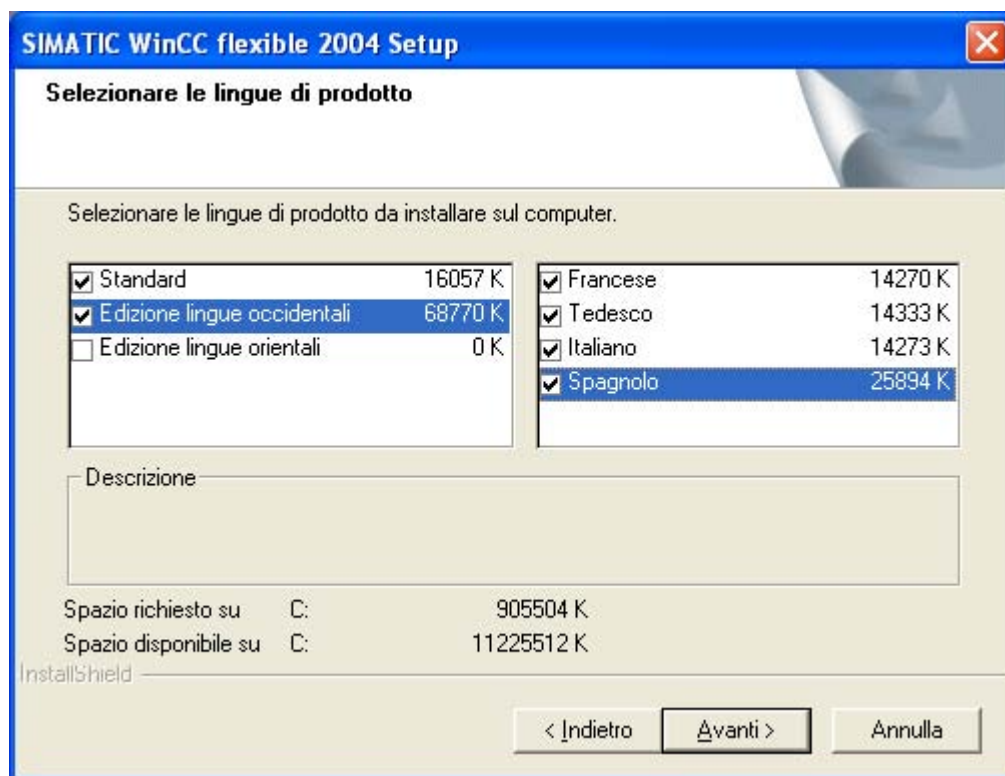 SIMATIC WinCC flexible 2004 Setup
Selezionare le lingue di prodotto
Selezionare le lingue di prodotto da installare sul computer.
Standard 16057 K
Edizione lingue occidentali 68770 K
Edizione lingue orientali 0 K
Francese 14270 K
Tedesco 14333 K
Italiano 14273 K
Spagnolo 25894 K
Descrizione
Spazio richiesto su C: 905504 K
Spazio disponibile su C: 11225512 K
InstallShield
< Indietro
Avanti >
Annulla